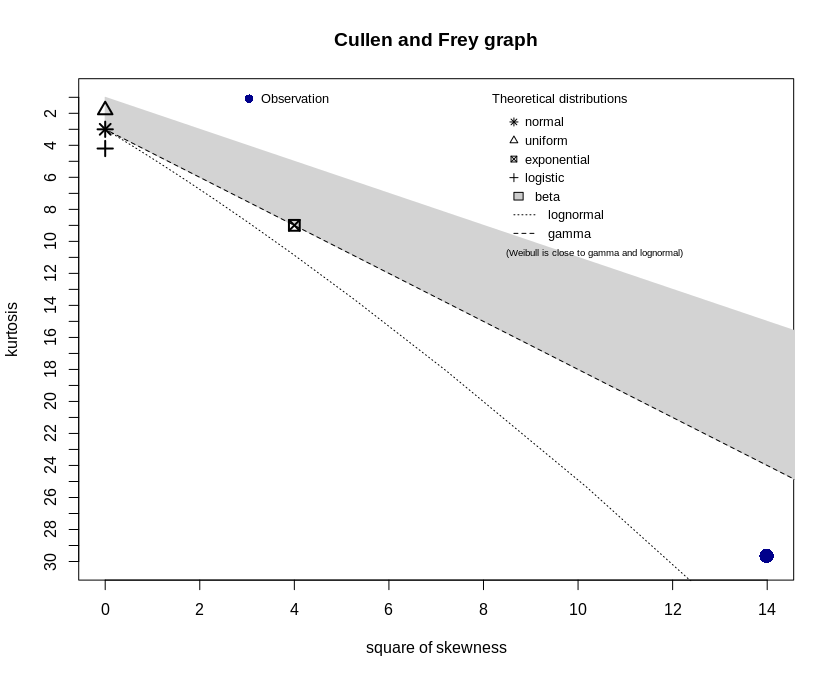 Cullen and Frey graph
Observation
Theoretical distributions
normal
uniform
exponential
logistic
beta
lognormal
gamma
(Weibull is close to gamma and lognormal)
kurtosis
2
4
6
8
10
12
14
16
18
20
22
24
26
28
30
0 2 4 6 8 10 12 14
square of skewness